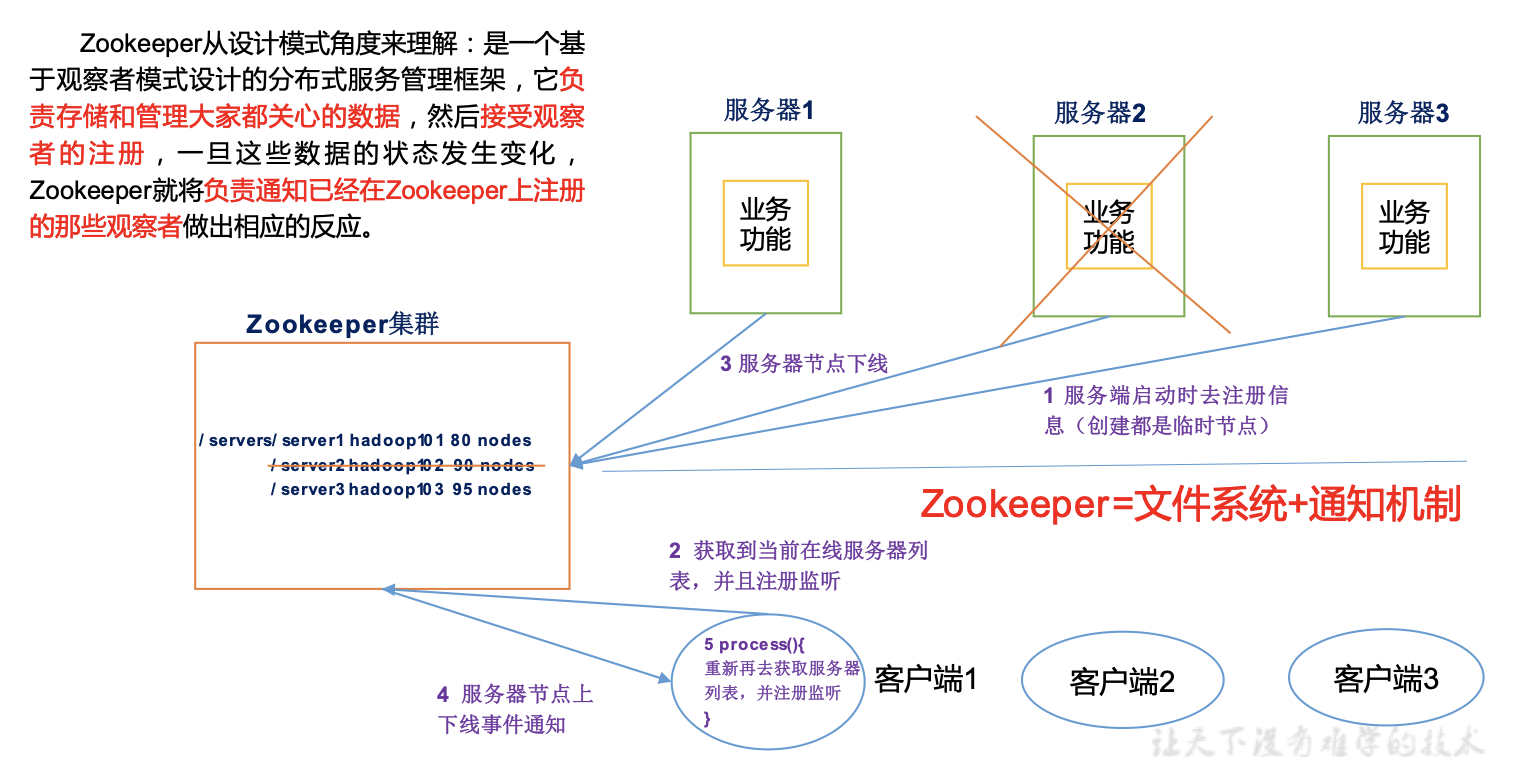 Zookeeper从设计模式角度来理解：是一个基
于观察者模式设计的分布式服务管理框架，它负
责存储和管理大家都关心的数据，然后接受观察
者的注册，一旦这些数据的状态发生变化，
Zookeeper就将负责通知已经在Zookeeper上注册
的那些观察者做出相应的反应。
服务器1
服务器2
服务器3
业务
功能
业务
功能
业务
功能
Zookeeper集群
3 服务器节点下线
1 服务端启动时去注册信
息（创建都是临时节点）
/ servers/ server1 hadoop101 80 nodes
/ server2 hadoop102 90 nodes
/ server3 hadoop103 95 nodes
Zookeeper=文件系统+通知机制
2 获取到当前在线服务器列
表，并且注册监听
5 process(){
重新再去获取服务器
列表，并注册监听
}
客户端1
客户端2
客户端3
4 服务器节点上
下线事件通知
让天下没有难学的技术